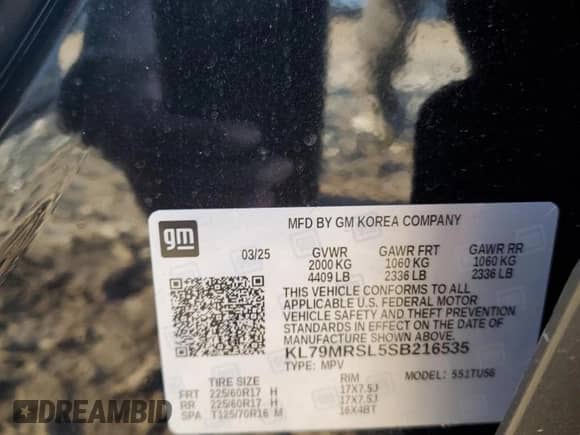 MFD BY GM KOREA COMPANY
gm
03/25 GVWR GAWR FRT GAWR RR
2000 KG 1060 KG 1060 KG
4409 LB 2336 LB 2336 LB
THIS VEHICLE CONFORMS TO ALL
APPLICABLE U.S. FEDERAL MOTOR
VEHICLE SAFETY AND THEFT
PREVENTION STANDARDS IN
EFFECT ON THE DATE OF
MANUFACTURE SHOWN ABOVE.
KL79MRSL5SB216535
TYPE: MPV MODEL: 5S1TU56
TIRE SIZE RIM
FRT 225/60R17 H 17X7.5J
RR 225/60R17 H 17X7.5J
SPA T125/70R16 M 16X4BT
DREAMBID